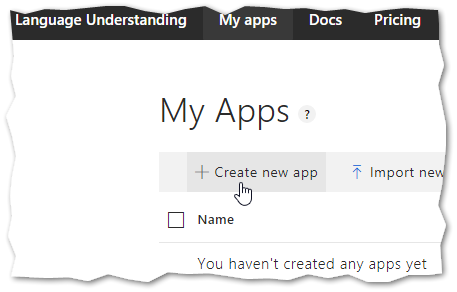 Language Understanding My apps Docs Pricing
My Apps ?
+ Create new app Import new
Name
You haven't created any apps yet